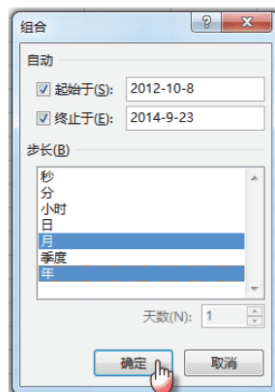 组合
自动
起始于(S): 2012-10-8
终止于(E): 2014-9-23
步长(B)
秒
分
小时
日
月
季度
年
天数(N): 1
确定 取消